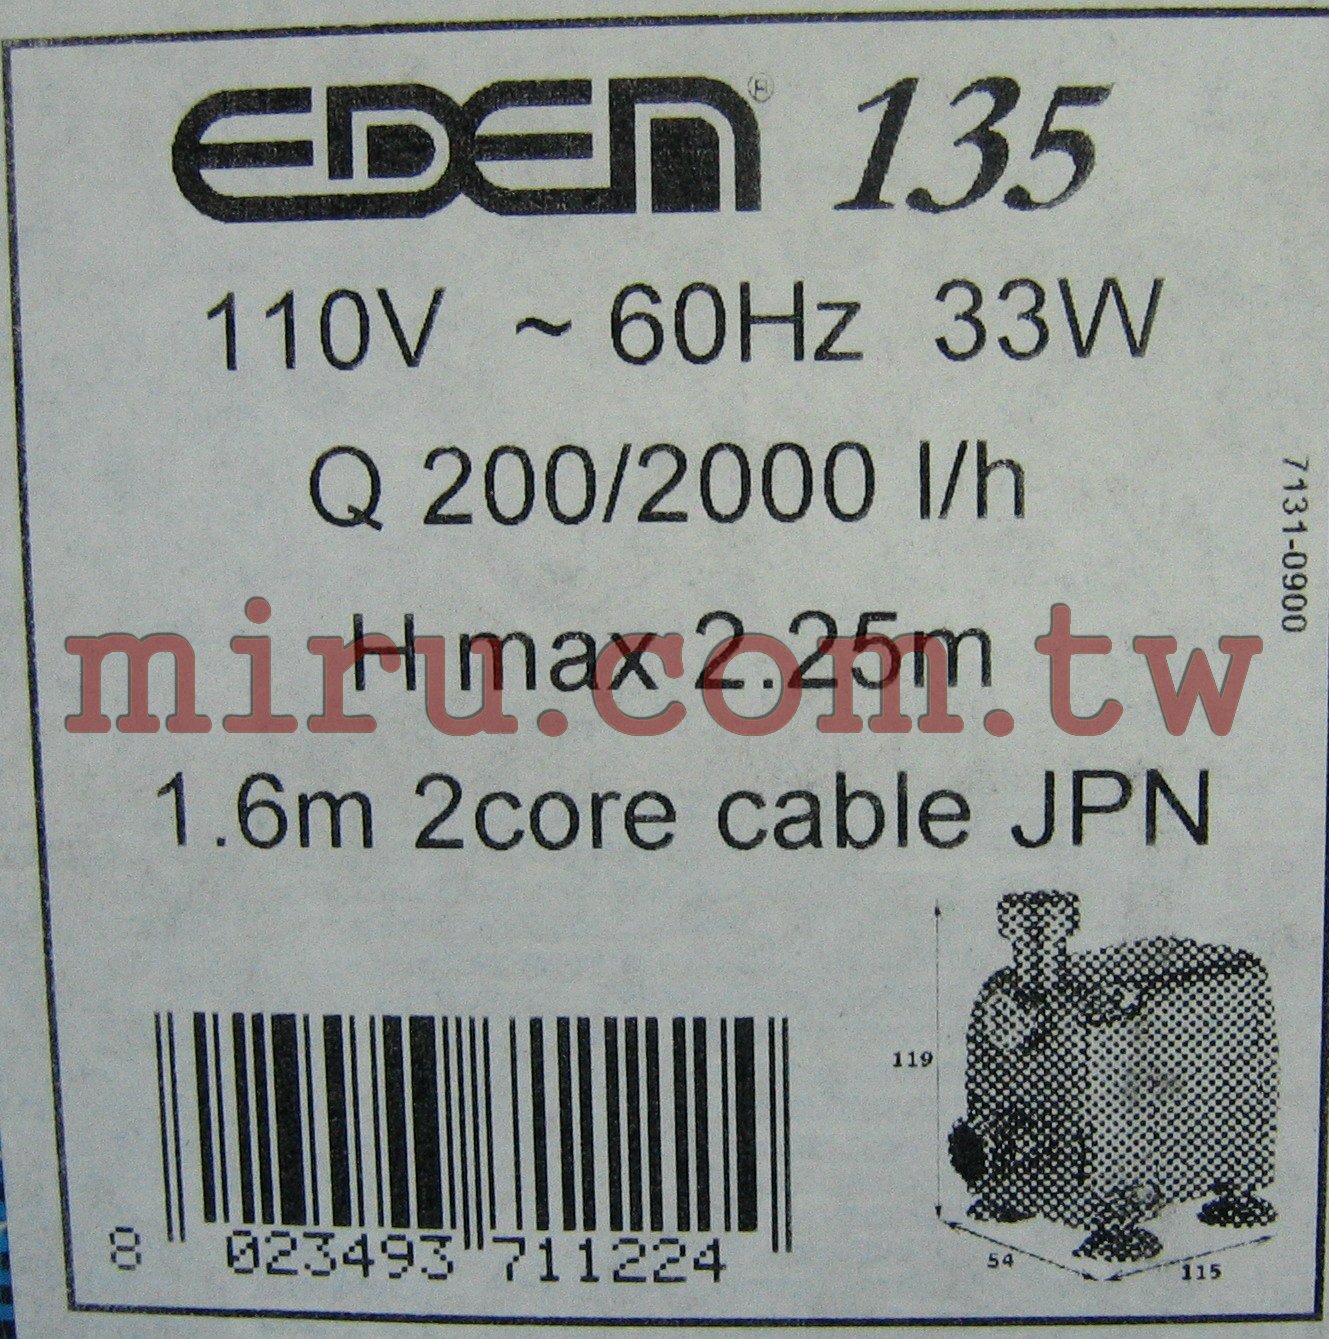 EDEN® 135
110V ~ 60Hz 33W
Q 200/2000 l/h
7131-0900
H max 2.25m
miru.com.tw
1.6m 2core cable JPN
119
54
115
8 023493 711224